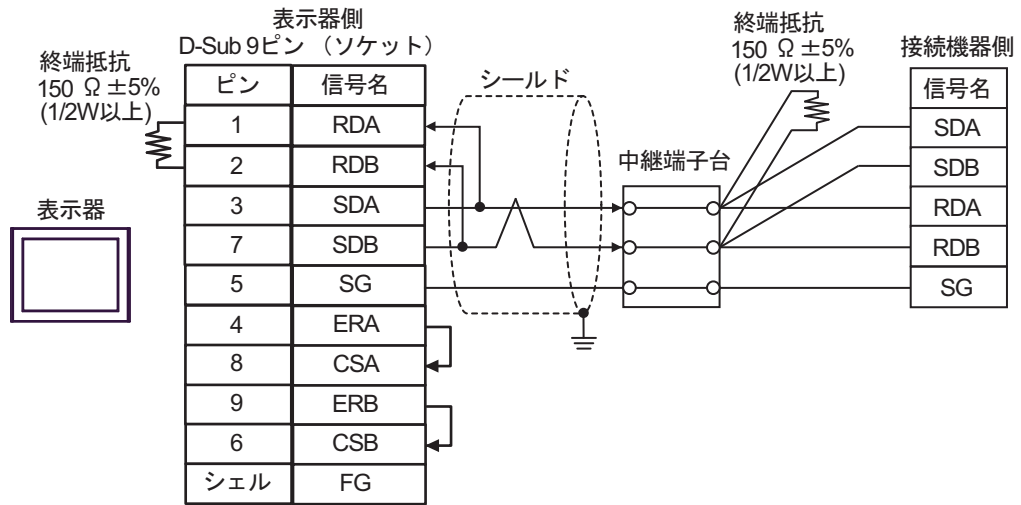 表示器側
D-Sub 9ピン （ソケット）
終端抵抗
150 Ω ±5%
(1/2W以上)
ピン 信号名
1 RDA
2 RDB
3 SDA
7 SDB
5 SG
4 ERA
8 CSA
9 ERB
6 CSB
シェル FG
表示器
シールド
中継端子台
終端抵抗
150 Ω ±5%
(1/2W以上)
接続機器側
信号名
SDA
SDB
RDA
RDB
SG